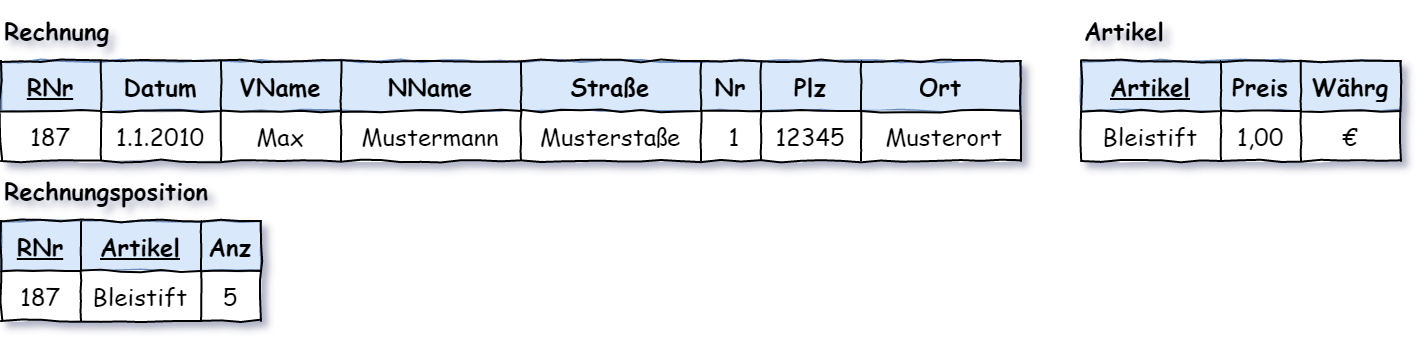 Rechnung
RNr Datum VName NName Straße Nr Plz Ort
187 1.1.2010 Max Mustermann Musterstaße 1 12345 Musterort
Artikel
Artikel Preis Währg
Bleistift 1,00 €
Rechnungsposition
RNr Artikel Anz
187 Bleistift 5